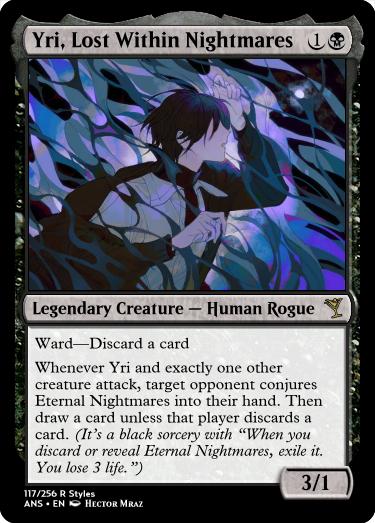 Yri, Lost Within Nightmares 1
Legendary Creature — Human Rogue
Ward—Discard a card
Whenever Yri and exactly one other
creature attack, target opponent conjures
Eternal Nightmares into their hand. Then
draw a card unless that player discards a
card. (It's a black sorcery with “When you
discard or reveal Eternal Nightmares, exile it.
You lose 3 life.”)
3/1
117/256 R Styles
ANS • EN Hector Mraz